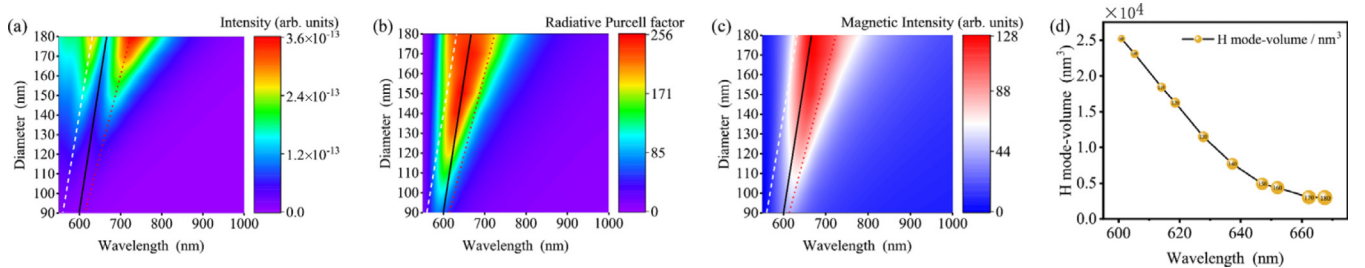 (a)
Intensity (arb. units)
180
170
160
150
140
130
120
110
100
90
Diameter (nm)
600 700 800 900 1000
Wavelength (nm)
3.6×10⁻¹³
2.4×10⁻¹³
1.2×10⁻¹³
0.0
(b)
Radiative Purcell factor
180
170
160
150
140
130
120
110
100
90
Diameter (nm)
600 700 800 900 1000
Wavelength (nm)
256
171
85
0
(c)
Magnetic Intensity (arb. units)
180
170
160
150
140
130
120
110
100
90
Diameter (nm)
600 700 800 900 1000
Wavelength (nm)
128
84
44
0
(d)
×10⁴
H mode-volume / nm³
2.5
2.0
1.5
1.0
0.5
0.0
H mode-volume (nm³)
600 620 640 660
Wavelength (nm)
170
180